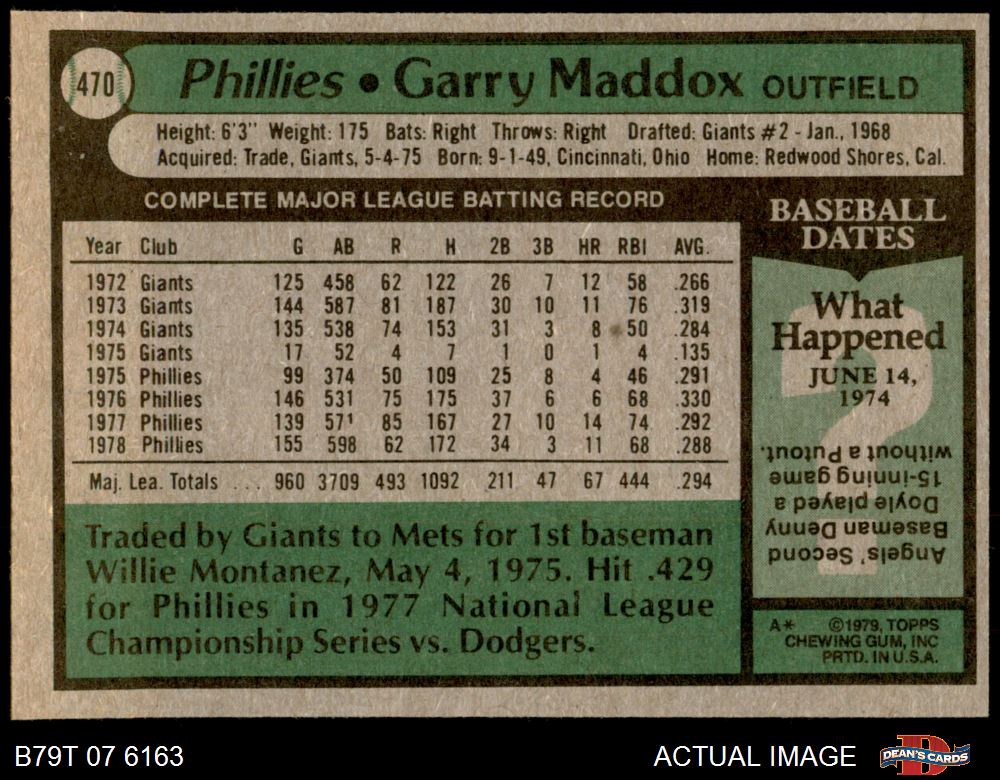 470
Phillies • Garry Maddox OUTFIELD
Height: 6'3" Weight: 175 Bats: Right Throws: Right Drafted: Giants #2 - Jan., 1968
Acquired: Trade, Giants, 5-4-75 Born: 9-1-49, Cincinnati, Ohio Home: Redwood Shores, Cal.
COMPLETE MAJOR LEAGUE BATTING RECORD
Year Club G AB R H 2B 3B HR RBI AVG.
1972 Giants 125 458 62 122 26 7 12 58 .266
1973 Giants 144 587 81 187 30 10 11 76 .319
1974 Giants 135 538 74 153 31 3 8 50 .284
1975 Giants 17 52 4 7 1 0 1 4 .135
1975 Phillies 99 374 50 109 25 8 4 46 .291
1976 Phillies 146 531 75 175 37 6 6 68 .330
1977 Phillies 139 571 85 167 27 10 14 74 .292
1978 Phillies 155 598 62 172 34 3 11 68 .288
Maj. Lea. Totals ... 960 3709 493 1092 211 47 67 444 .294
Traded by Giants to Mets for 1st baseman
Willie Montanez, May 4, 1975. Hit .429
for Phillies in 1977 National League
Championship Series vs. Dodgers.
BASEBALL
DATES
What
Happened
JUNE 14,
1974
?
Angels' Second
Baseman Denny
Doyle played a
15-inning game
without a Putout.
A* ©1979, TOPPS
CHEWING GUM, INC
PRTD. IN U.S.A.
B79T 07 6163
ACTUAL IMAGE
DEAN'S CARDS